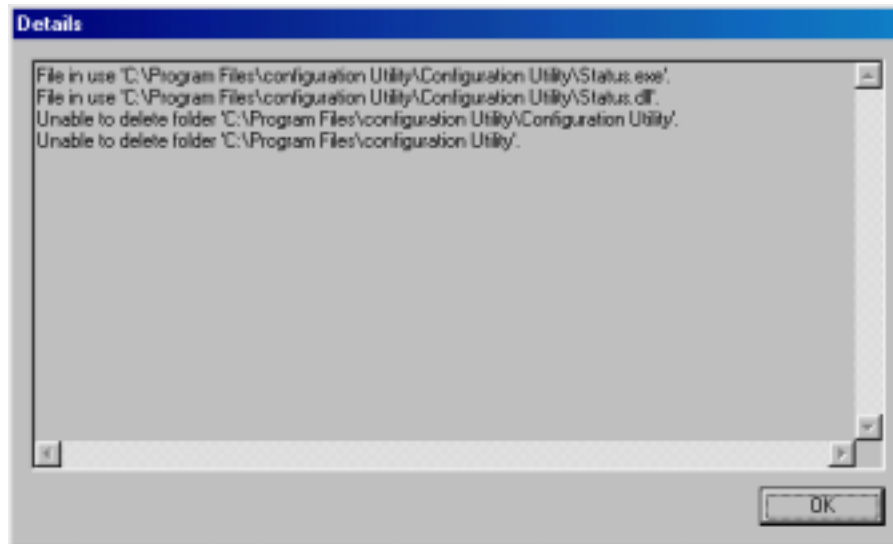 Details
File in use 'C:\Program Files\configuration Utility\Configuration Utility\Status.exe'.
File in use 'C:\Program Files\configuration Utility\Configuration Utility\Status.dll'.
Unable to delete folder 'C:\Program Files\configuration Utility\Configuration Utility'.
Unable to delete folder 'C:\Program Files\configuration Utility'.
OK